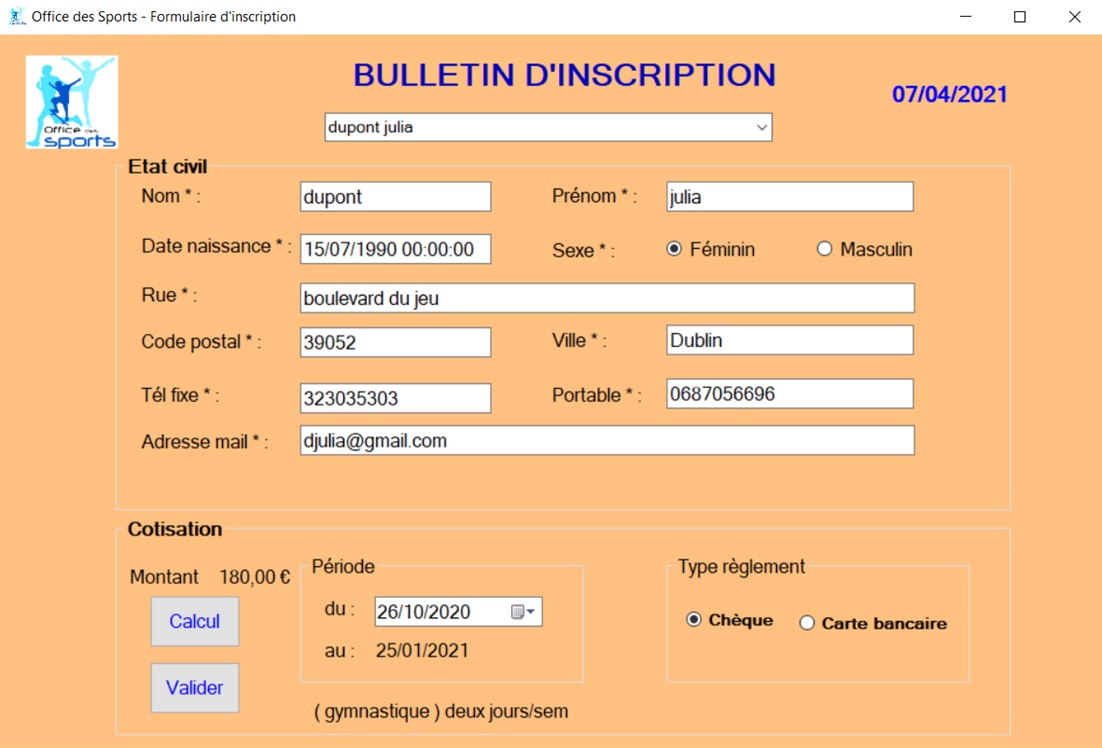 Office des Sports - Formulaire d'inscription
BULLETIN D'INSCRIPTION
07/04/2021
Office des
sports
dupont julia
Etat civil
Nom * : dupont Prénom * : julia
Date naissance * : 15/07/1990 00:00:00 Sexe * : Féminin Masculin
Rue * : boulevard du jeu
Code postal * : 39052 Ville * : Dublin
Tél fixe * : 323035303 Portable * : 0687056696
Adresse mail * : djulia@gmail.com
Cotisation
Montant 180,00 € Période Type règlement
Calcul du : 26/10/2020 Chèque Carte bancaire
au : 25/01/2021
Valider
( gymnastique ) deux jours/sem